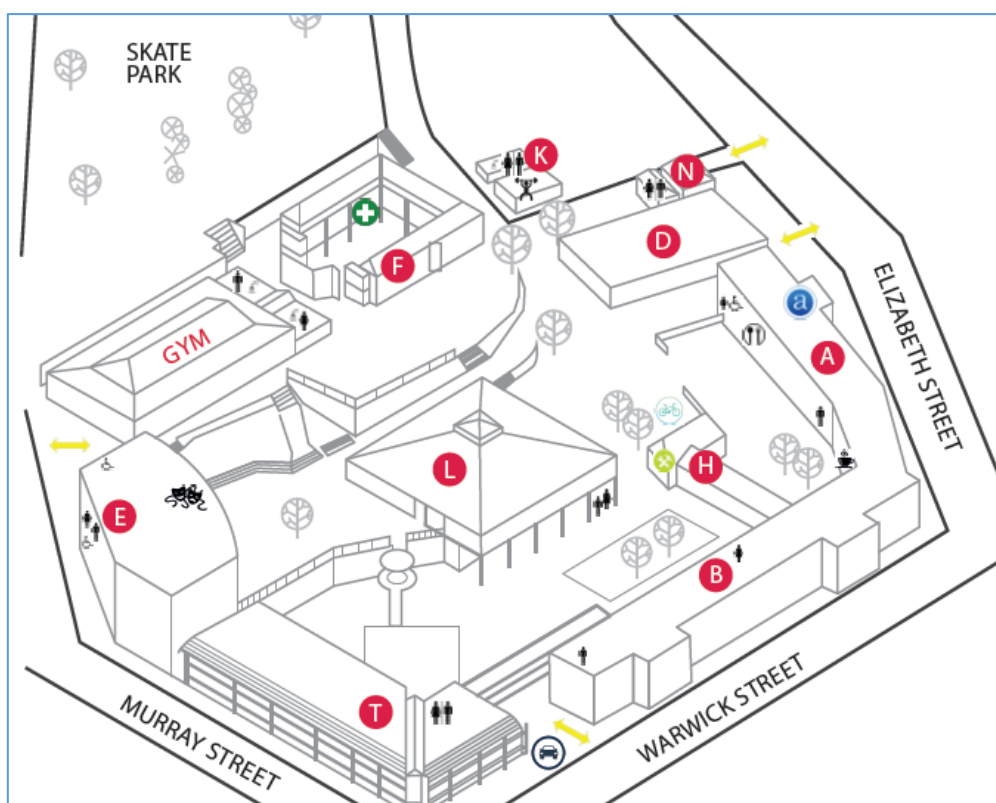 SKATE
PARK
K
N
D
F
ELIZABETH STREET
a
GYM
A
L
H
E
B
T
WARWICK STREET
MURRAY STREET